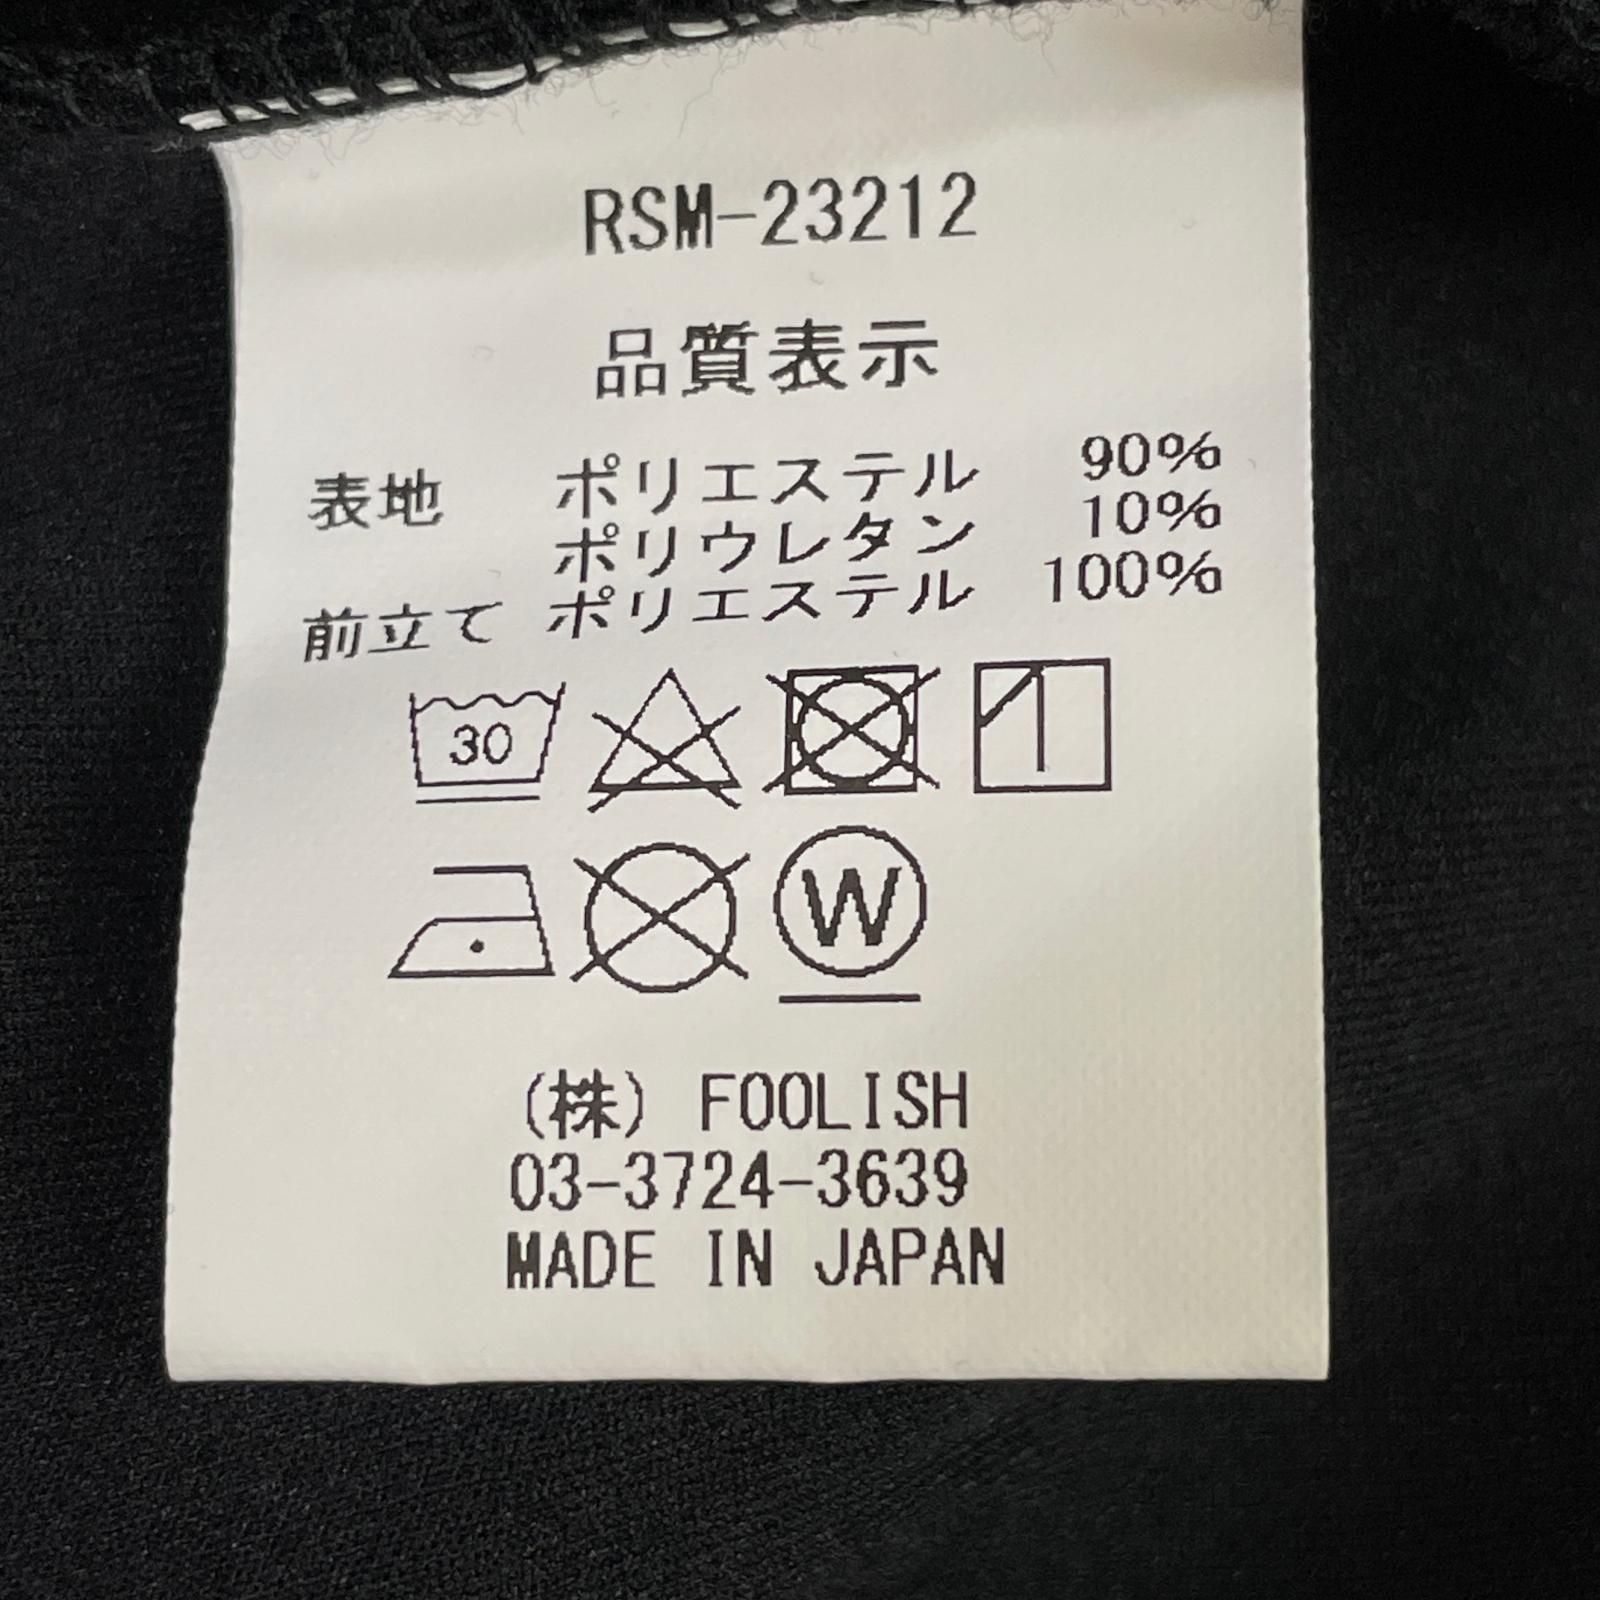 RSM-23212
品質表示
表地 ポリエステル 90%
ポリウレタン 10%
前立て ポリエステル 100%
30
W
(株) FOOLISH
03-3724-3639
MADE IN JAPAN